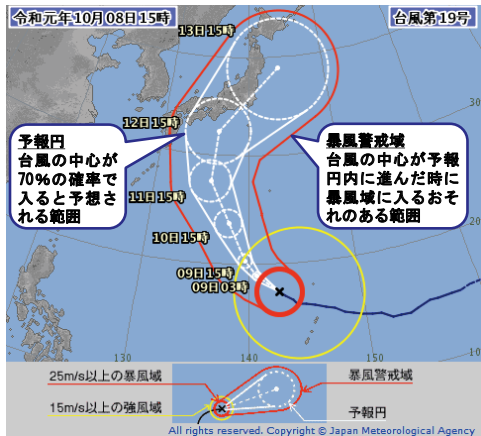 令和元年10月08日15時
台風第19号
13日15時
30
予報円
台風の中心が
70%の確率で
入ると予想さ
れる範囲
12日15時
暴風警戒域
台風の中心が予報
円内に進んだ時に
暴風域に入るおそ
れのある範囲
11日15時
10日15時
20
09日15時
09日03時
130
140
150
10
25m/s以上の暴風域
15m/s以上の強風域
暴風警戒域
予報円
All rights reserved. Copyright © Japan Meteorological Agency